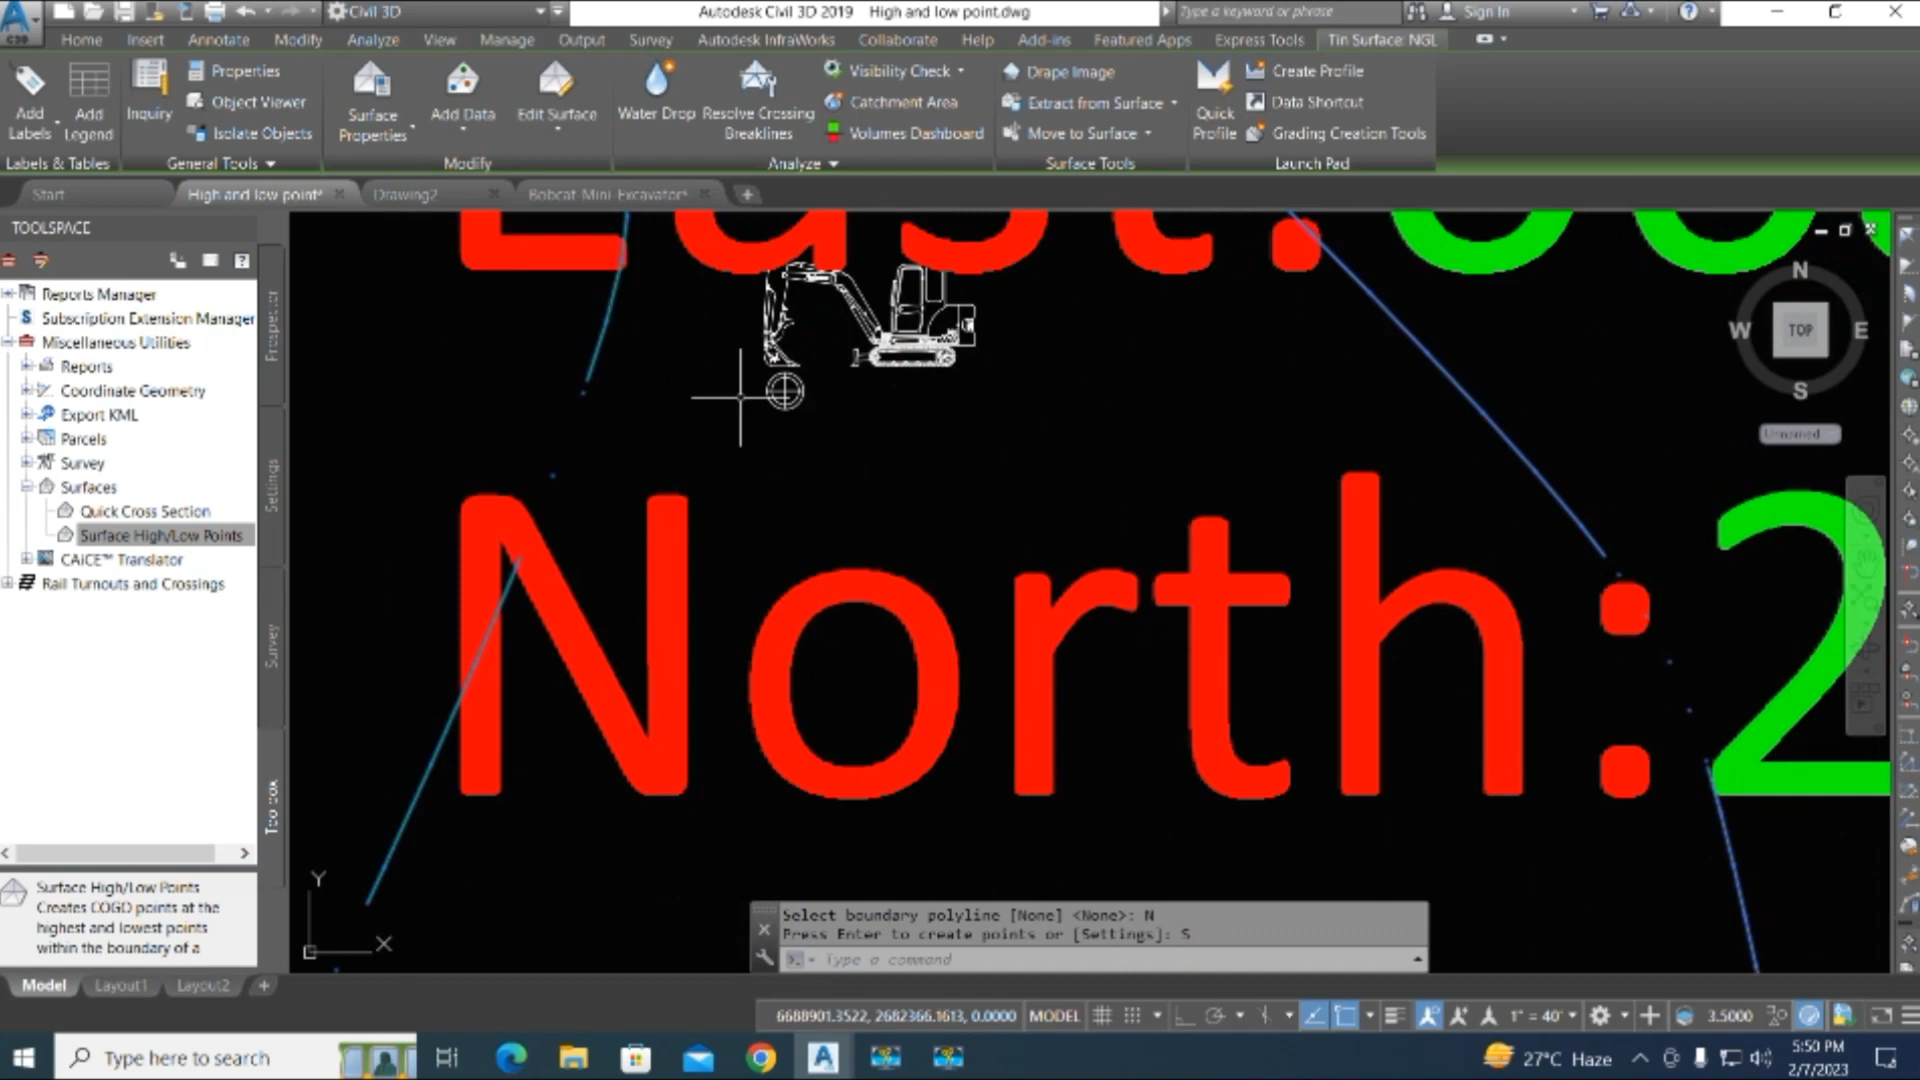 Civil 3D
Autodesk Civil 3D 2019 High and low point.dwg
Type a keyword or phrase
Sign In
Home Insert Annotate Modify Analyze View Manage Output Survey Autodesk InfraWorks Collaborate Help Add-ins Featured Apps Express Tools Tin Surface: NGL
Add Labels
Add Legend
Inquiry
Properties
Object Viewer
Isolate Objects
Surface Properties
Add Data
Edit Surface
Water Drop
Resolve Crossing Breaklines
Visibility Check
Catchment Area
Volumes Dashboard
Drape Image
Extract from Surface
Move to Surface
Quick Profile
Create Profile
Data Shortcut
Grading Creation Tools
Labels & Tables General Tools Modify Analyze Surface Tools Launch Pad
Start High and low point* Drawing2 Bobcat Mini Excavator*
TOOLSPACE
Reports Manager
Subscription Extension Manager
Miscellaneous Utilities
Reports
Coordinate Geometry
Export KML
Parcels
Survey
Surfaces
Quick Cross Section
Surface High/Low Points
CAiCE™ Translator
Rail Turnouts and Crossings
Prospector
Settings
Survey
Toolbox
Surface High/Low Points
Creates COGO points at the
highest and lowest points
within the boundary of a
East:
North:2
N
W TOP E
S
Unnamed
Y
X
Select boundary polyline [None] <None>: N
Press Enter to create points or [Settings]: S
Type a command
Model Layout1 Layout2
6688901.3522, 2682366.1613, 0.0000 MODEL 1" = 40' 3.5000
Type here to search
27°C Haze
5:50 PM
2/7/2023